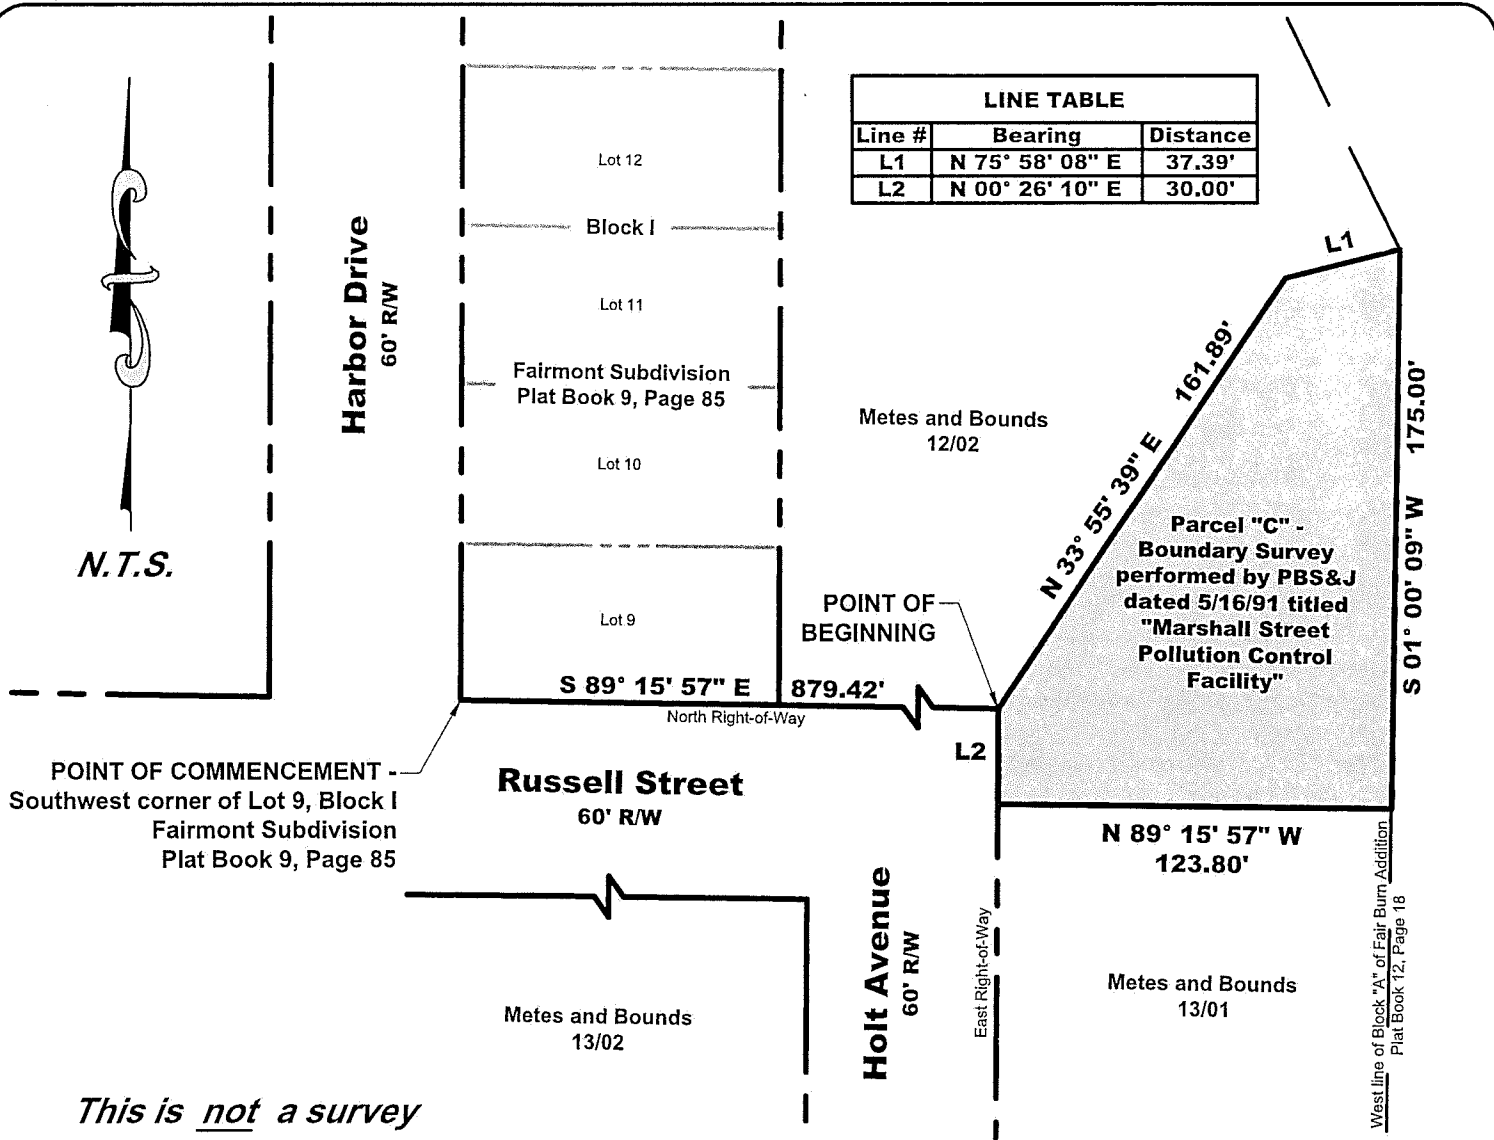 LINE TABLE
Line # Bearing Distance
L1 N 75° 58' 08" E 37.39'
L2 N 00° 26' 10" E 30.00'
Lot 12
Block I
Lot 11
Fairmont Subdivision
Plat Book 9, Page 85
Lot 10
Lot 9
Harbor Drive
60' R/W
N.T.S.
Metes and Bounds
12/02
L1
161.89'
N 33° 55' 39" E
175.00'
S 01° 00' 09" W
Parcel "C" -
Boundary Survey
performed by PBS&J
dated 5/16/91 titled
"Marshall Street
Pollution Control
Facility"
POINT OF
BEGINNING
S 89° 15' 57" E 879.42'
North Right-of-Way
L2
POINT OF COMMENCEMENT -
Southwest corner of Lot 9, Block I
Fairmont Subdivision
Plat Book 9, Page 85
Russell Street
60' R/W
N 89° 15' 57" W
123.80'
Holt Avenue
60' R/W
East Right-of-Way
West line of Block "A" of Fair Burn Addition
Plat Book 12, Page 18
Metes and Bounds
13/01
Metes and Bounds
13/02
This is not a survey